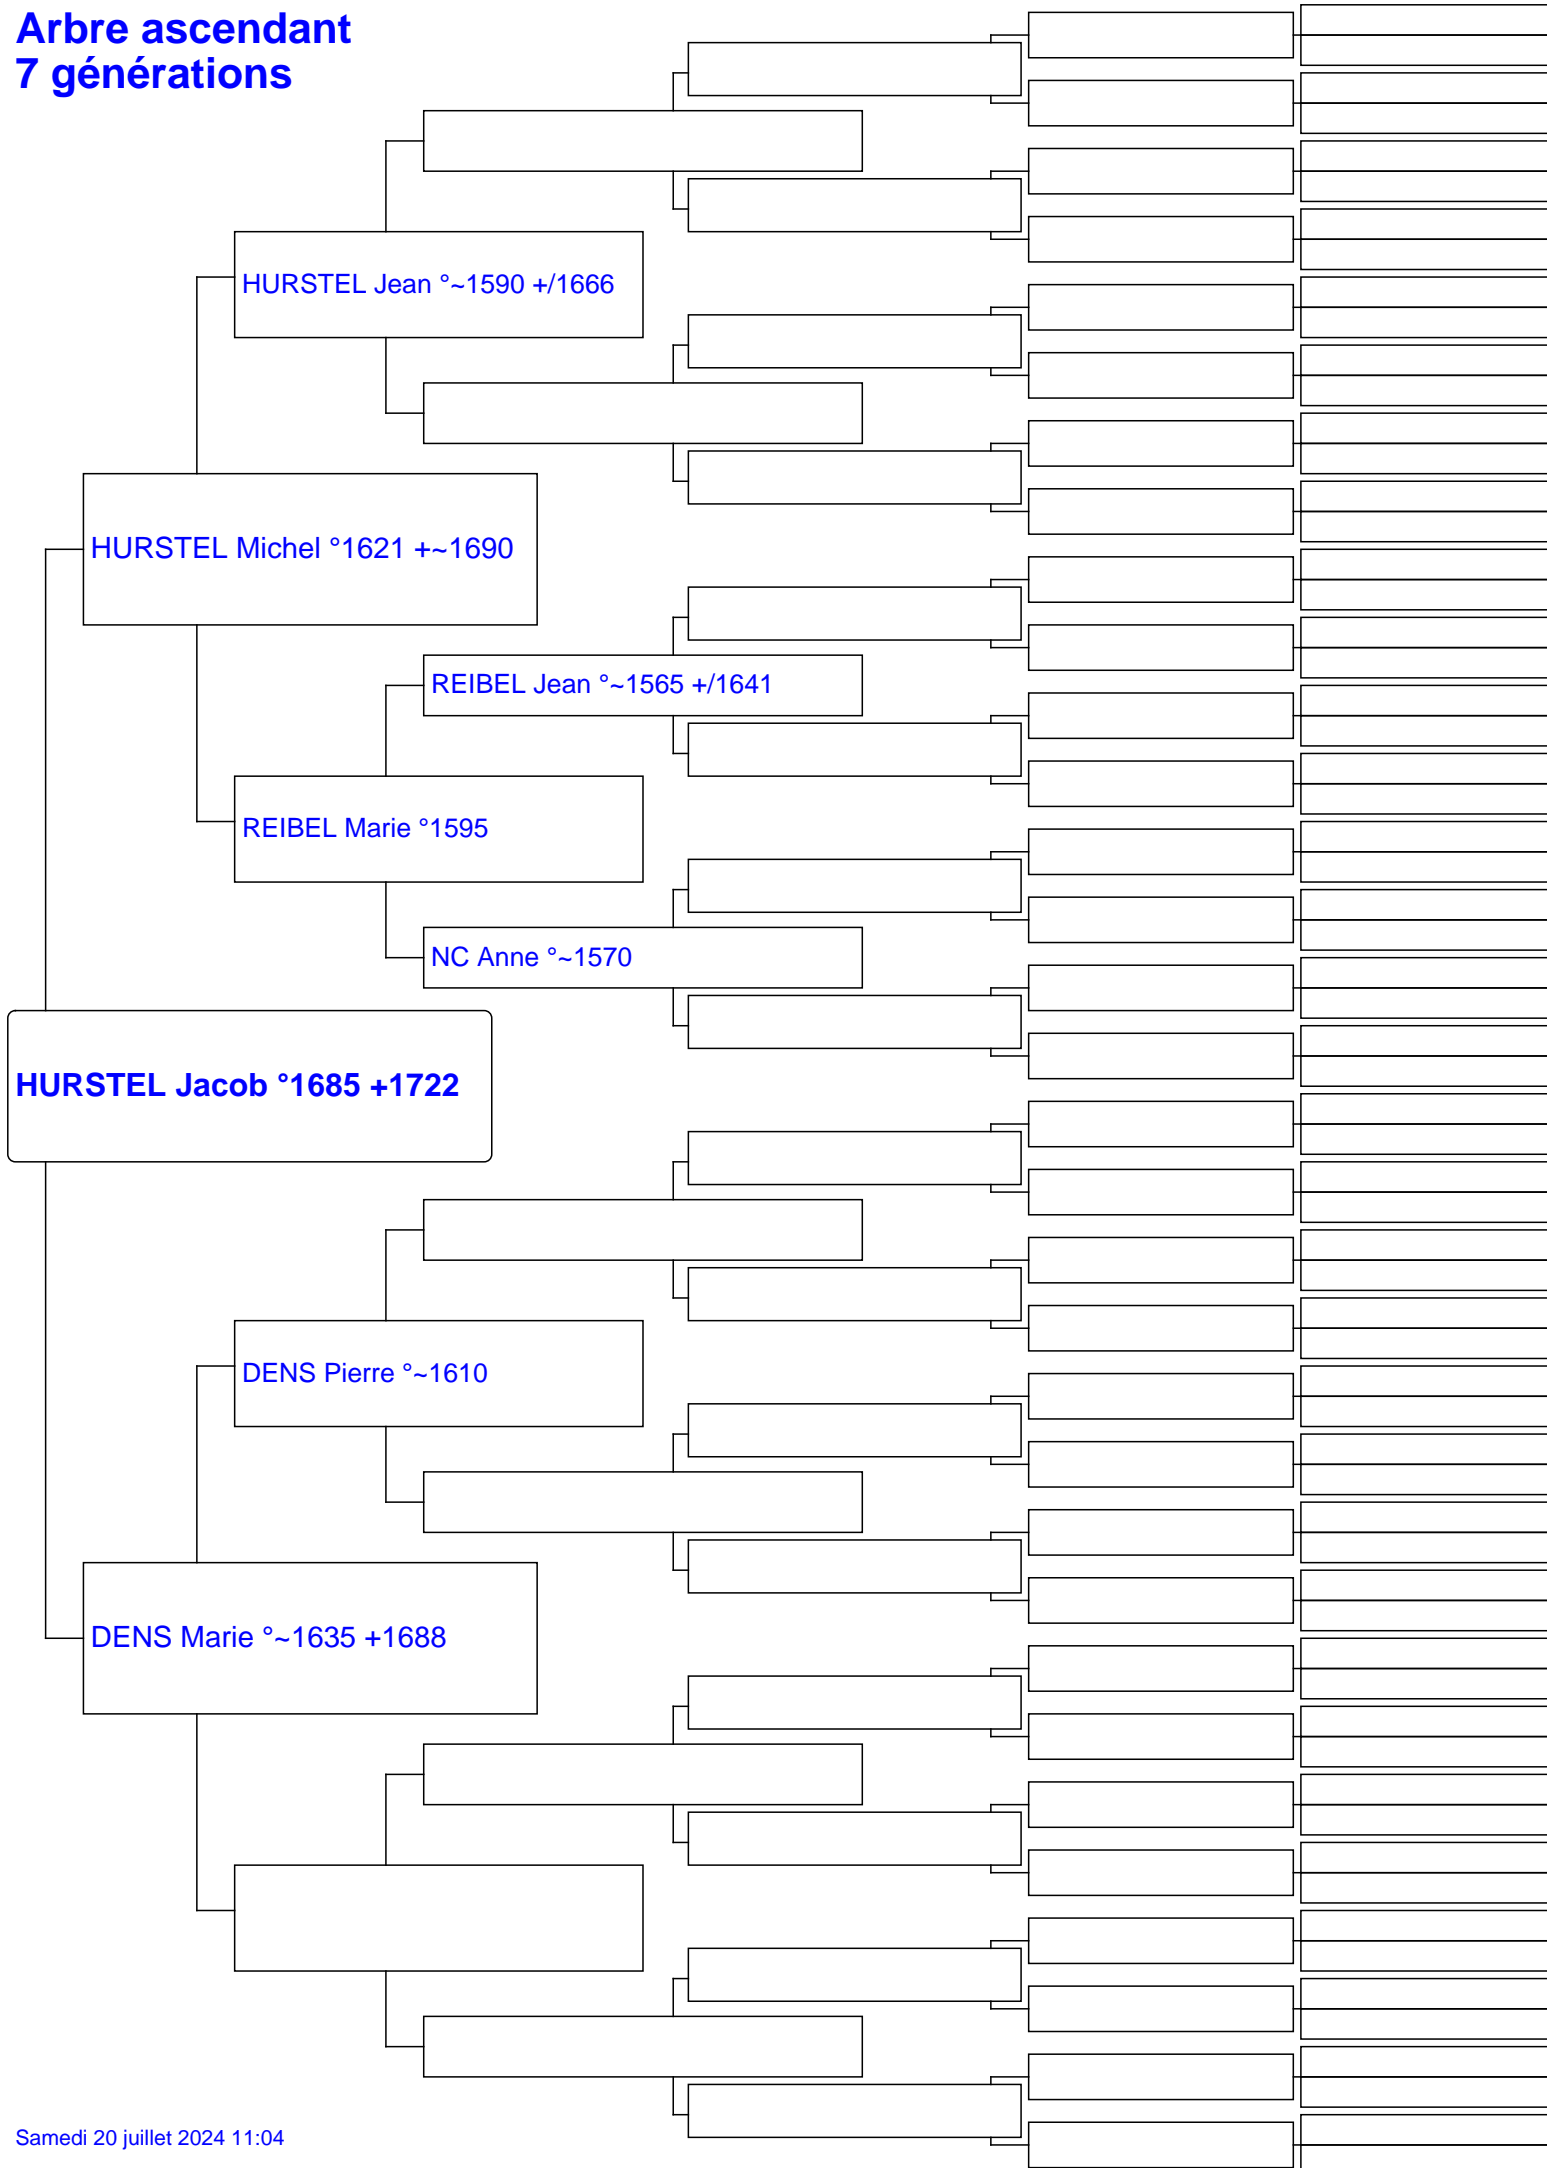 Arbre ascendant
7 générations
HURSTEL Jean °~1590 +/1666
HURSTEL Michel °1621 +~1690
REIBEL Jean °~1565 +/1641
REIBEL Marie °1595
NC Anne °~1570
HURSTEL Jacob °1685 +1722
DENS Pierre °~1610
DENS Marie °~1635 +1688
Samedi 20 juillet 2024 11:04